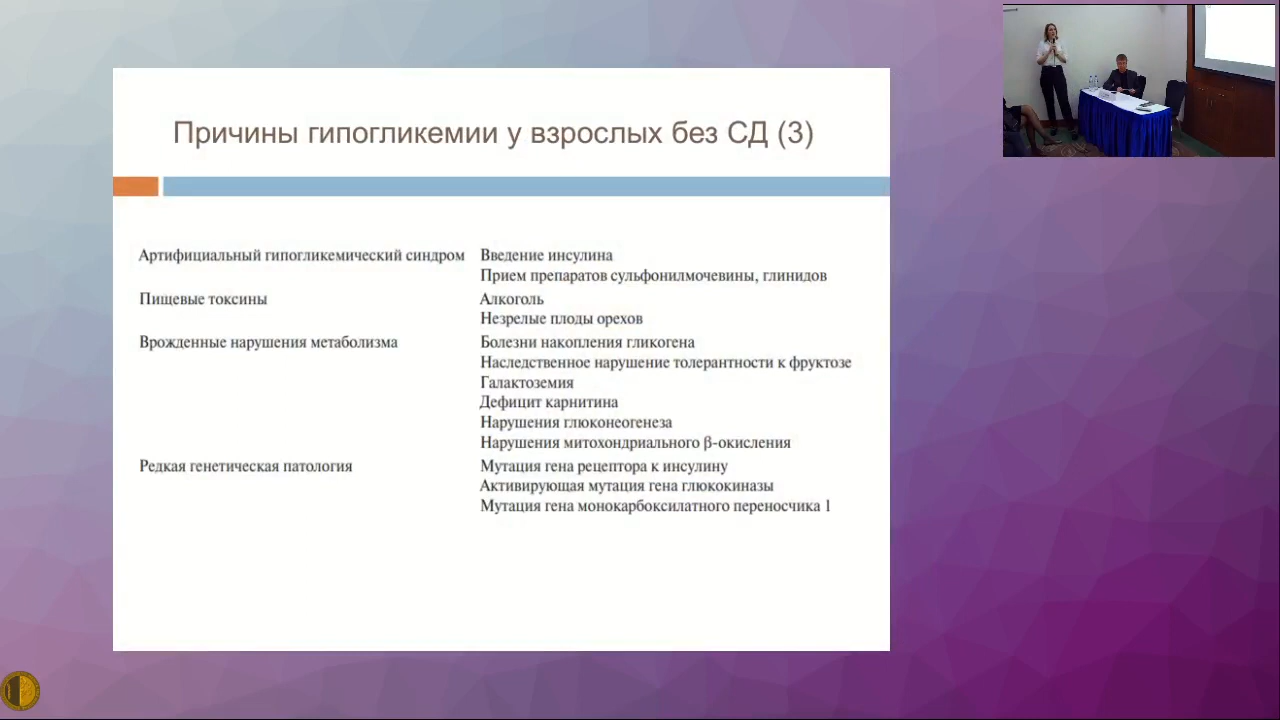 Причины гипогликемии у взрослых без СД (3)
Артифициальный гипогликемический синдром Введение инсулина
Прием препаратов сульфонилмочевины, глинидов
Пищевые токсины Алкоголь
Незрелые плоды орехов
Врожденные нарушения метаболизма Болезни накопления гликогена
Наследственное нарушение толерантности к фруктозе
Галактоземия
Дефицит карнитина
Нарушения глюконеогенеза
Нарушения митохондриального β-окисления
Редкая генетическая патология Мутация гена рецептора к инсулину
Активирующая мутация гена глюкокиназы
Мутация гена монокарбоксилатного переносчика 1